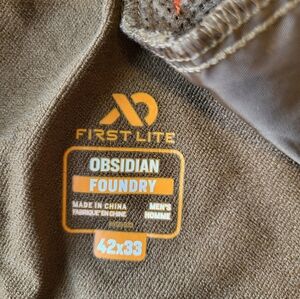 FIRST LITE
OBSIDIAN
FOUNDRY
MADE IN CHINA
FABRIQUÉ EN CHINE
MEN'S
HOMME
42x33